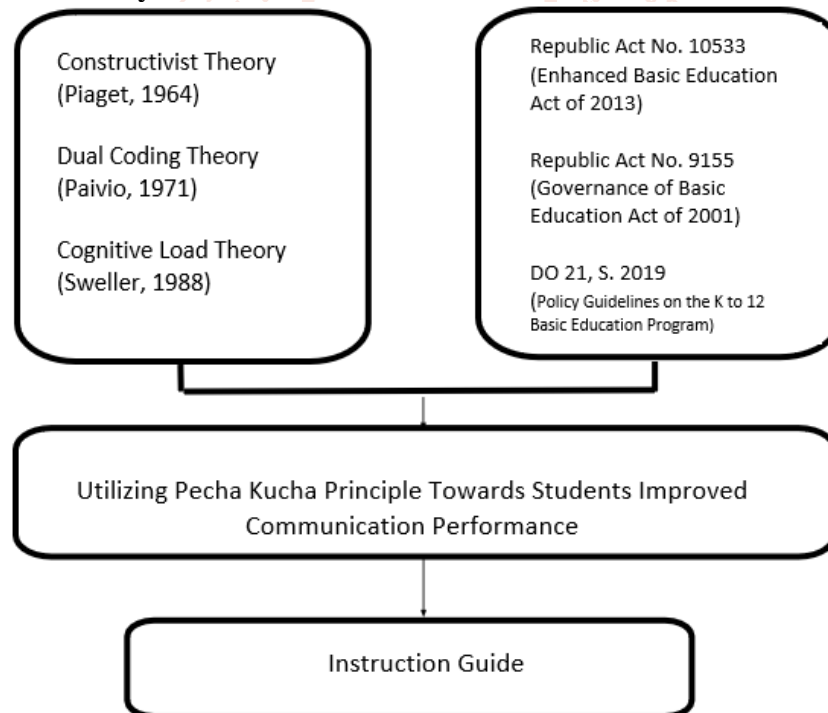 Constructivist Theory
(Piaget, 1964)
Dual Coding Theory
(Paivio, 1971)
Cognitive Load Theory
(Sweller, 1988)
Republic Act No. 10533
(Enhanced Basic Education
Act of 2013)
Republic Act No. 9155
(Governance of Basic
Education Act of 2001)
DO 21, S. 2019
(Policy Guidelines on the K to 12
Basic Education Program)
Utilizing Pecha Kucha Principle Towards Students Improved
Communication Performance
Instruction Guide